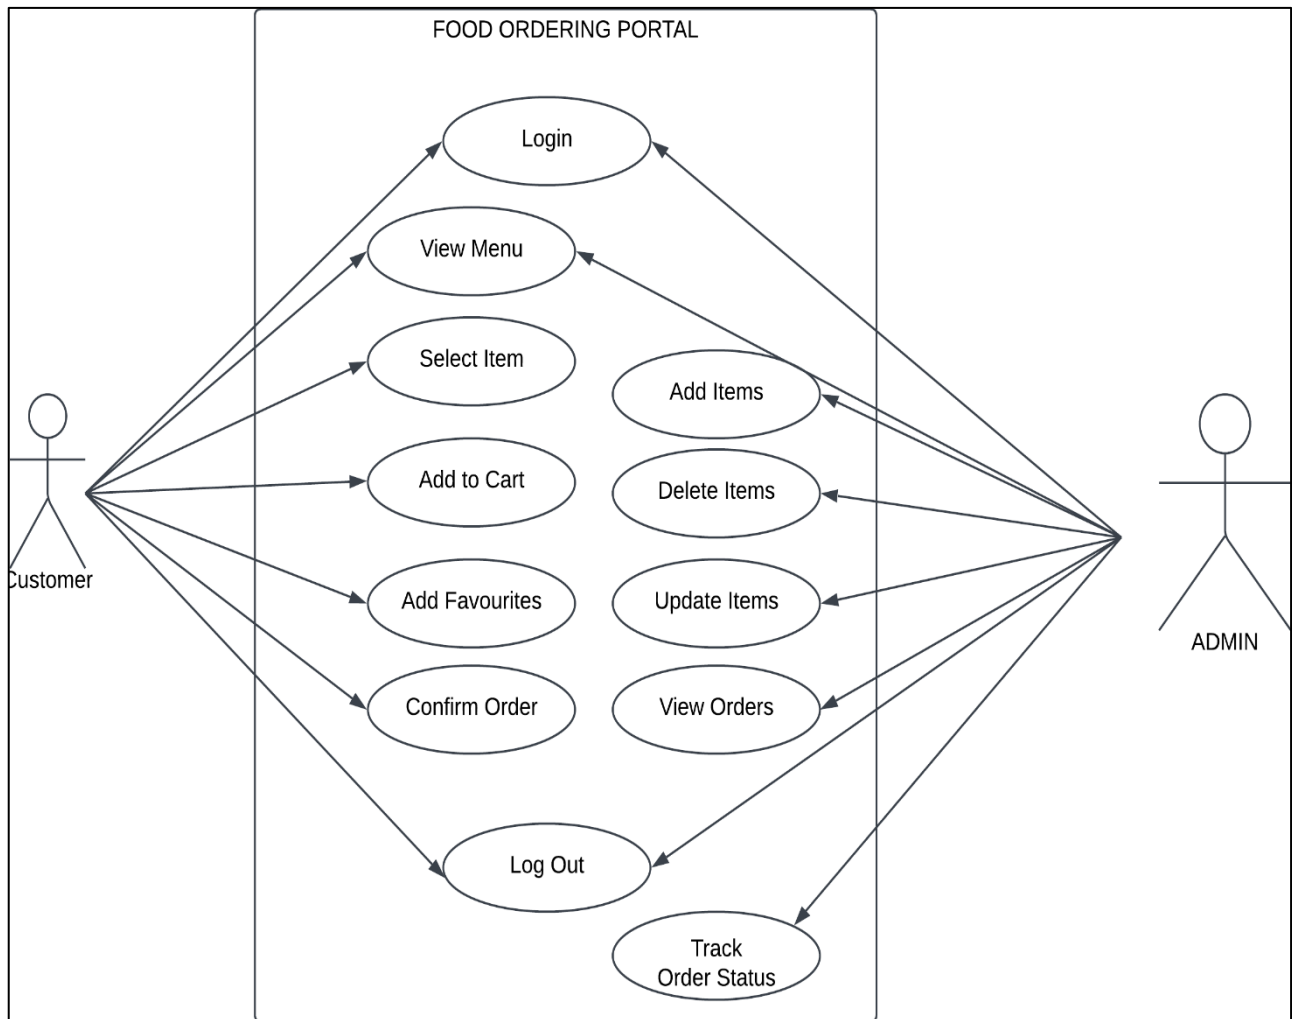 FOOD ORDERING PORTAL
Login
View Menu
Select Item
Add Items
Add to Cart
Delete Items
Customer
Add Favourites
Update Items
ADMIN
Confirm Order
View Orders
Log Out
Track
Order Status